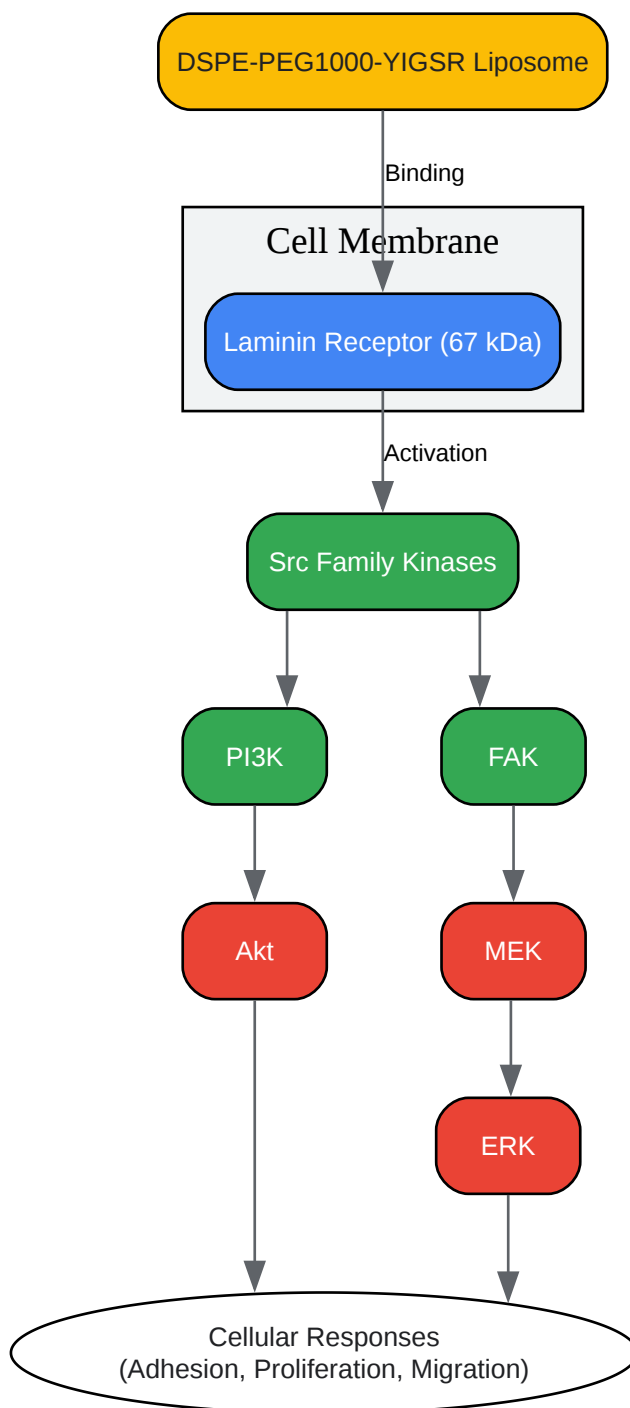 DSPE-PEG1000-YIGSR Liposome
Binding
Cell Membrane
Laminin Receptor (67 kDa)
Activation
Src Family Kinases
PI3K
FAK
Akt
MEK
ERK
Cellular Responses
(Adhesion, Proliferation, Migration)